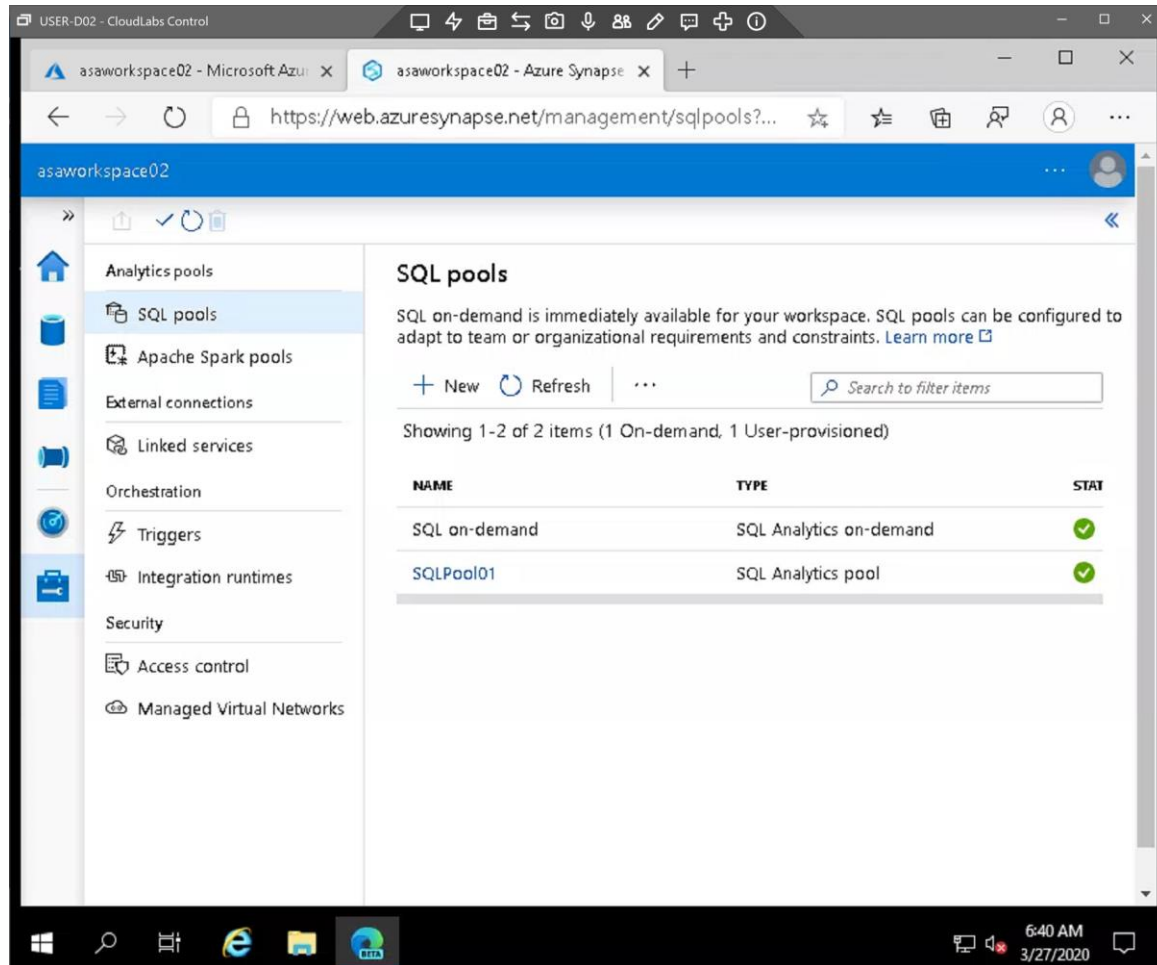 USER-D02 - CloudLabs Control
asaworkspace02 - Microsoft Azu
asaworkspace02 - Azure Synapse
https://web.azuresynapse.net/management/sqlpools?...
asaworkspace02
Analytics pools
SQL pools
Apache Spark pools
External connections
Linked services
Orchestration
Triggers
Integration runtimes
Security
Access control
Managed Virtual Networks
SQL pools
SQL on-demand is immediately available for your workspace. SQL pools can be configured to
adapt to team or organizational requirements and constraints. Learn more
New Refresh ...
Search to filter items
Showing 1-2 of 2 items (1 On-demand, 1 User-provisioned)
NAME TYPE STAT
SQL on-demand SQL Analytics on-demand
SQLPool01 SQL Analytics pool
BETA
6:40 AM
3/27/2020